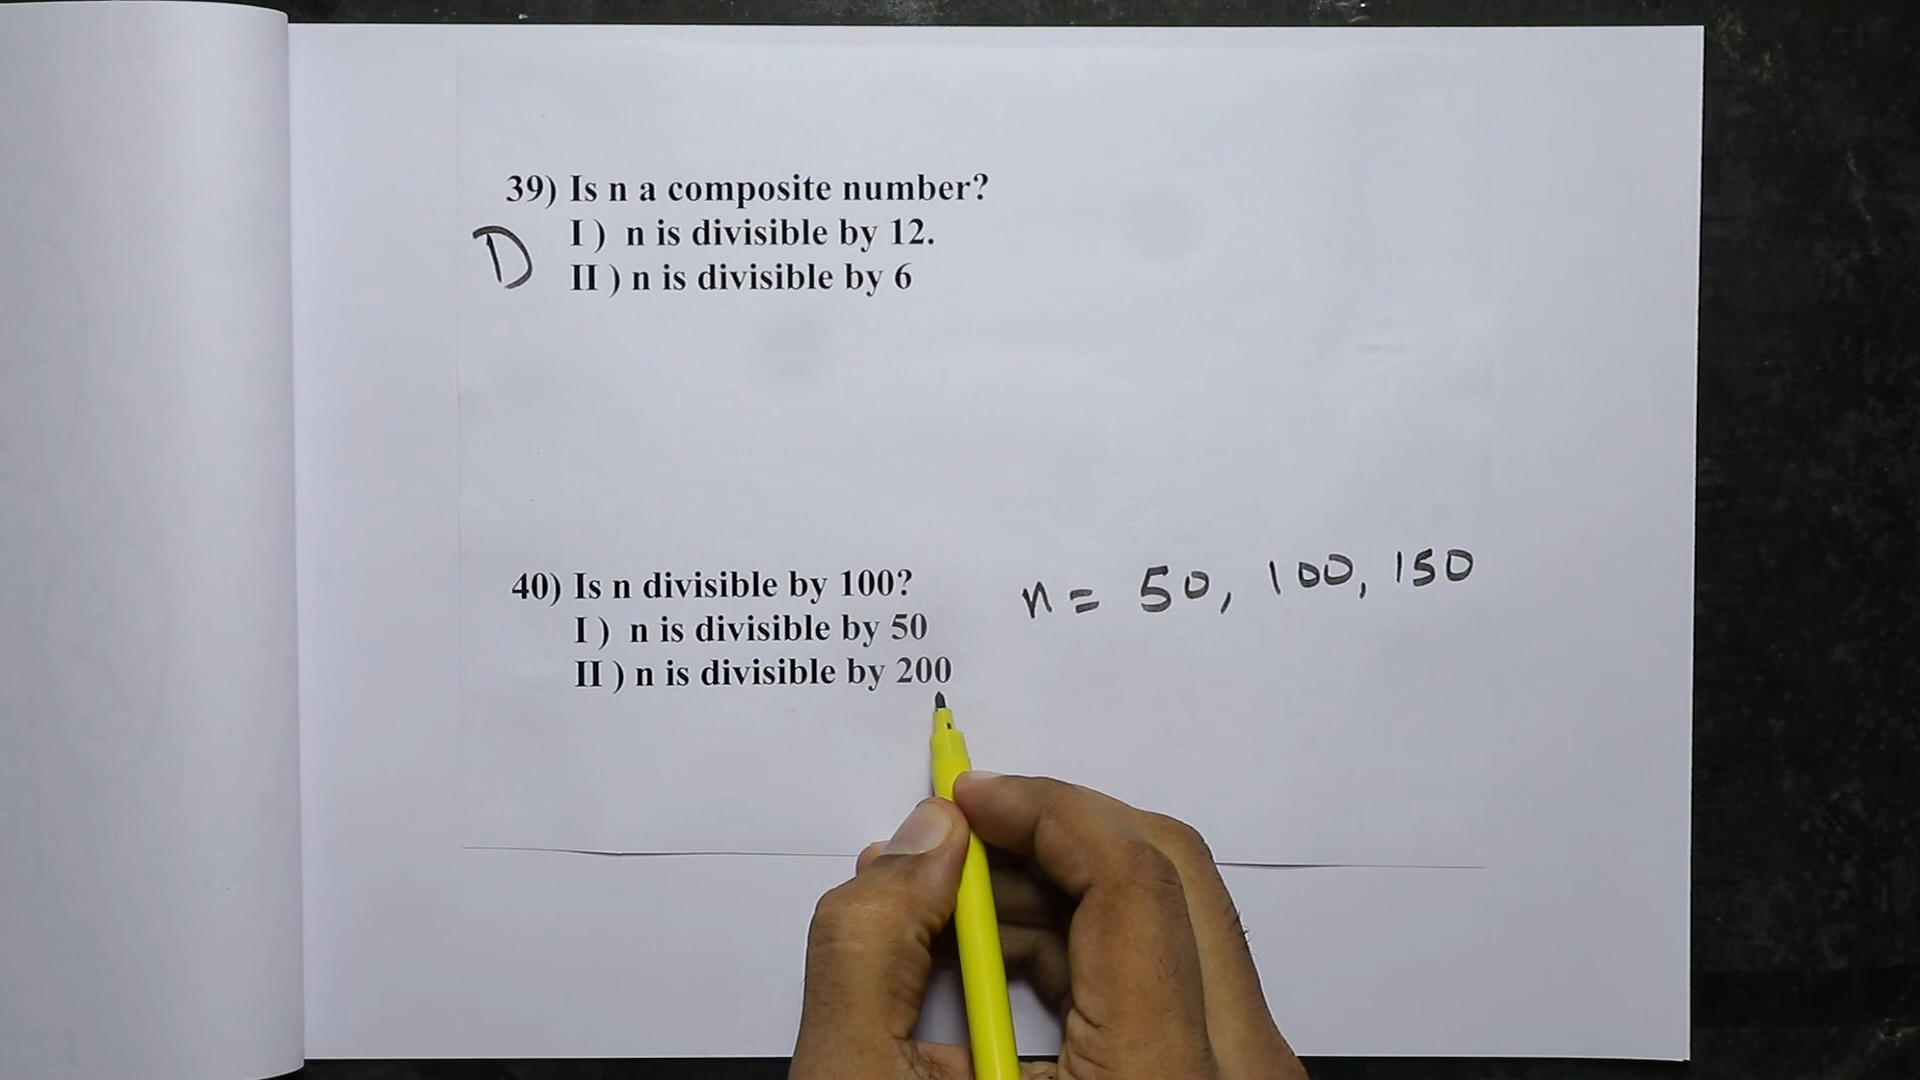 39) Is n a composite number?
D
I ) n is divisible by 12.
II ) n is divisible by 6
40) Is n divisible by 100?
n = 50, 100, 150
I ) n is divisible by 50
II ) n is divisible by 200